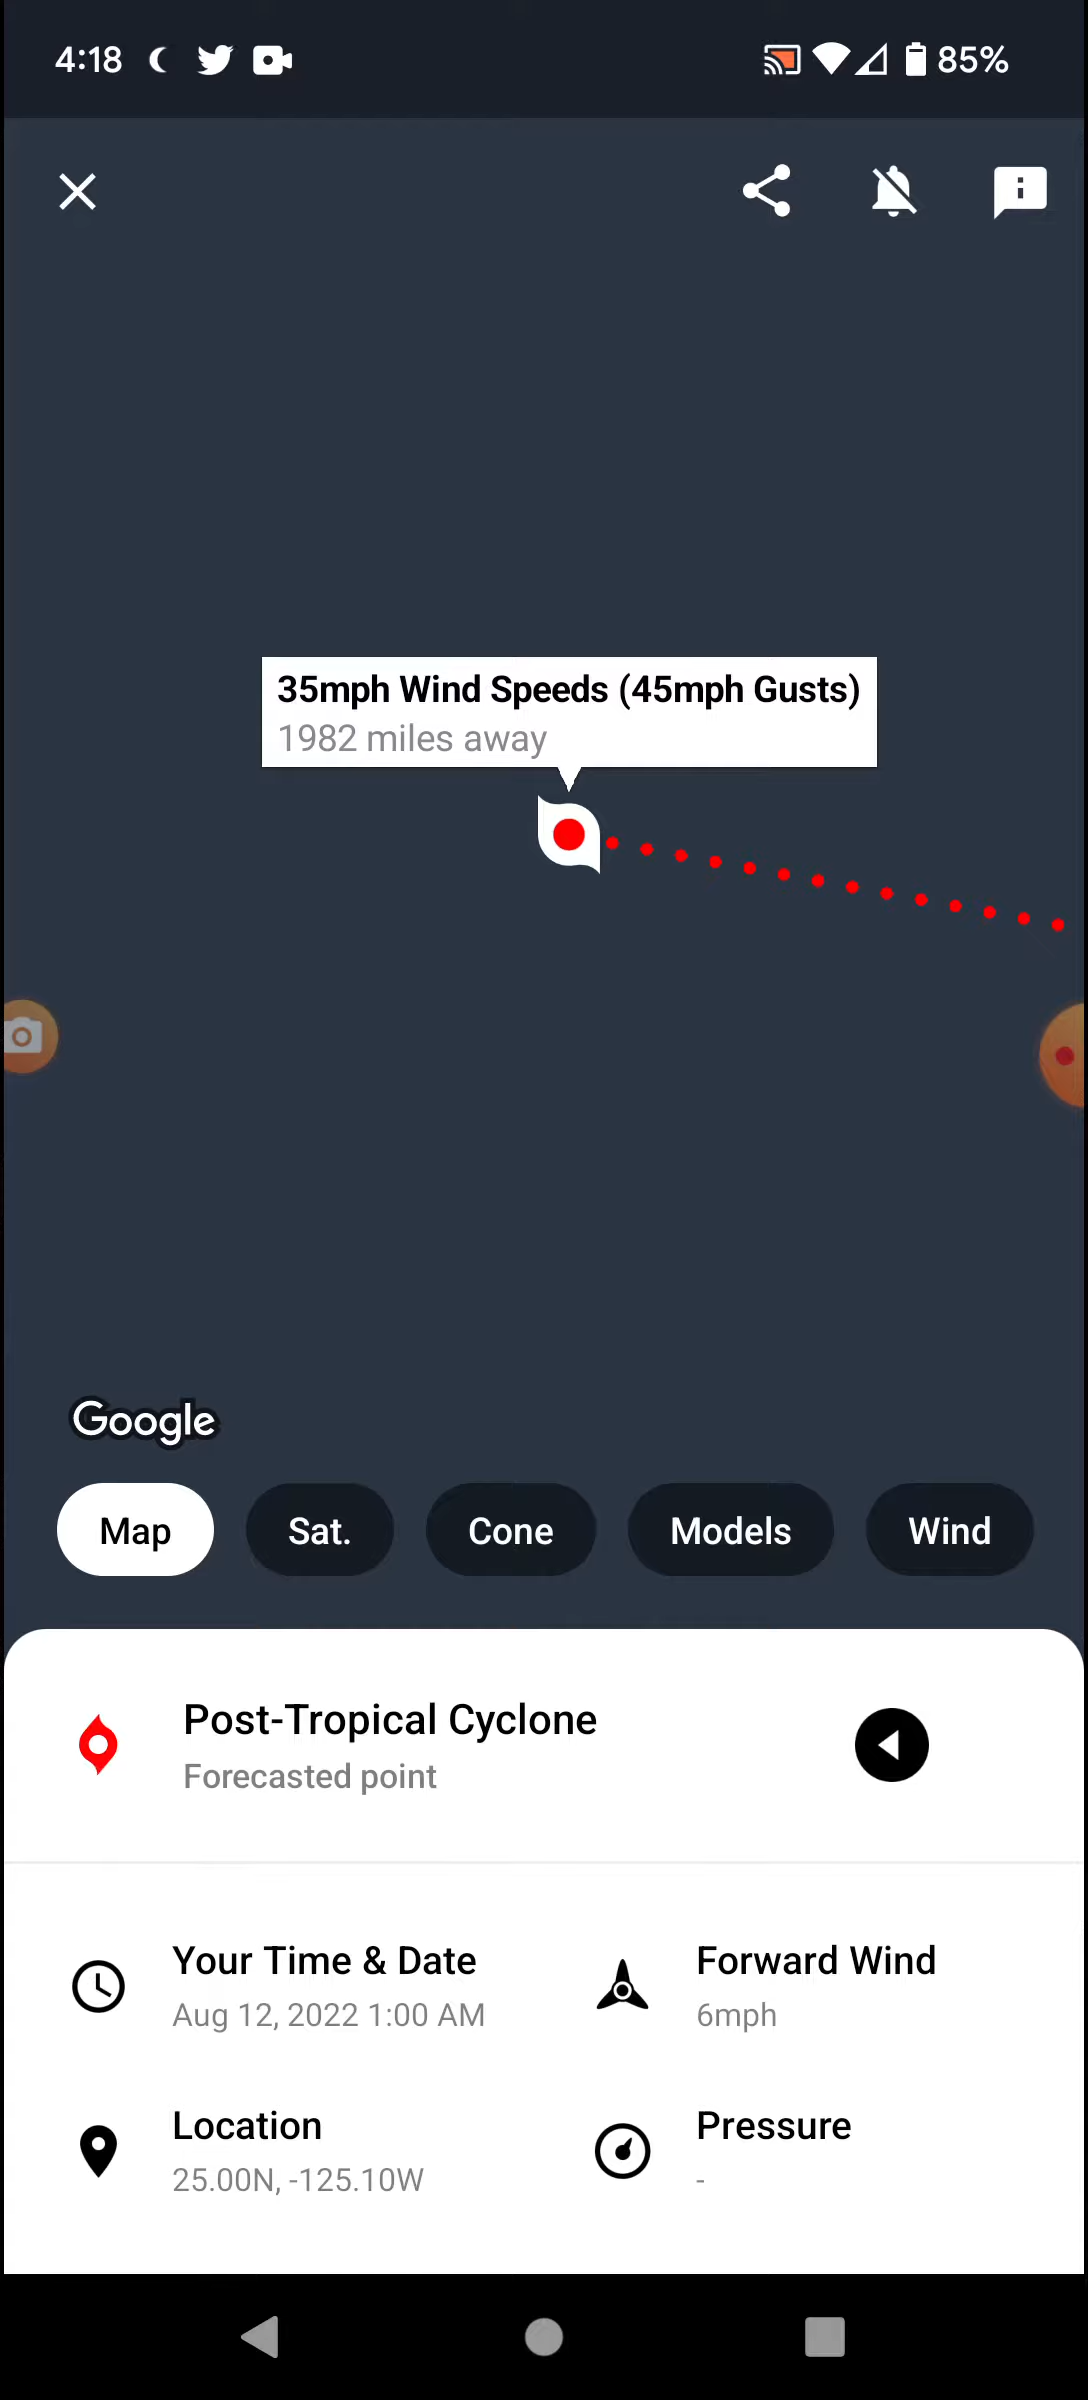 4:18
85%
35mph Wind Speeds (45mph Gusts)
1982 miles away
Google
Map
Sat.
Cone
Models
Wind
Post-Tropical Cyclone
Forecasted point
Your Time & Date
Aug 12, 2022 1:00 AM
Forward Wind
6mph
Location
25.00N, -125.10W
Pressure
-